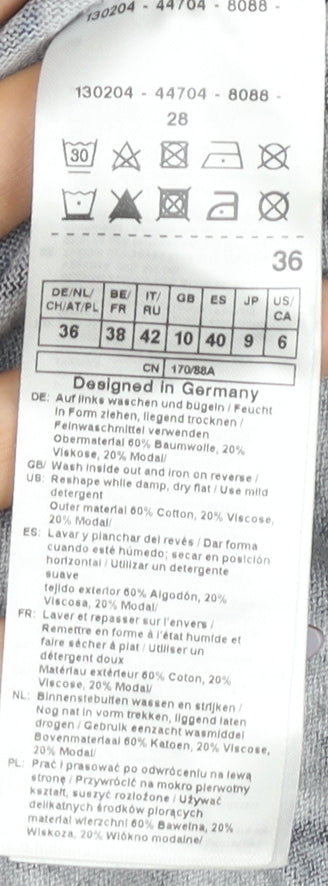 130204 - 44704 - 8088 -
130204 - 44704 - 8088 -
28
30
36
DE/NL/ BE/ IT/ GB ES JP US/
CH/AT/PL FR RU CA
36 38 42 10 40 9 6
CN 170/88A
Designed in Germany
DE: Auf links waschen und bügeln / Feucht
in Form ziehen, liegend trocknen /
Feinwaschmittel verwenden
Obermaterial 60% Baumwolle, 20%
Viskose, 20% Modal/
GB/ Wash inside out and iron on reverse /
US: Reshape while damp, dry flat / Use mild
detergent
Outer material 60% Cotton, 20% Viscose,
20% Modal/
ES: Lavar y planchar del revés / Dar forma
cuando esté húmedo; secar en posición
horizontal / Utilizar un detergente
suave
tejido exterior 60% Algodón, 20%
Viscosa, 20% Modal/
FR: Laver et repasser sur l'envers /
Remettre en forme à l'état humide et
faire sécher à plat / Utiliser un
détergent doux
Matériau extérieur 60% Coton, 20%
Viscose, 20% Modal/
NL: Binnenstebuiten wassen en strijken /
Nog nat in vorm trekken, liggend laten
drogen / Gebruik eenzacht wasmiddel
Bovenmateriaal 60% Katoen, 20% Viscose,
20% Modal/
PL: Prać i prasować po odwróceniu na lewą
stronę / Przywrócić na mokro pierwotny
kształt, suszyć rozłożone / Używać
delikatnych środków piorących
materiał wierzchni 60% Bawełna, 20%
Wiskoza, 20% Włókno modalne/